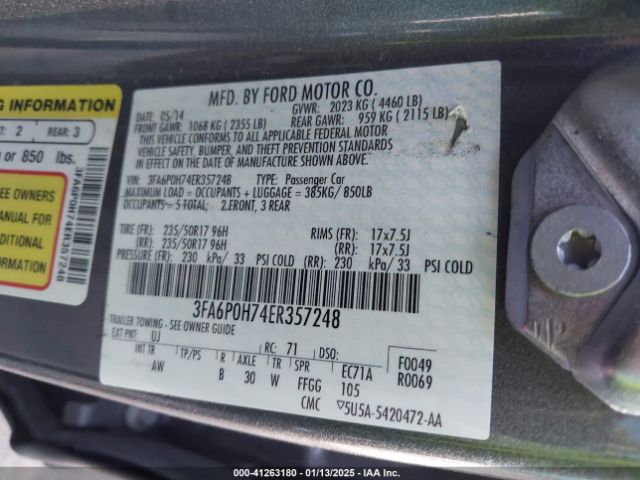 G INFORMATION
T: 2 REAR: 3
or 850 lbs.
EE OWNERS
ANUAL FOR
DDITIONAL
ORMATION
3FA6P0H74ER357248
MFD. BY FORD MOTOR CO.
DATE: 05/14 GVWR: 2023 KG (4460 LB)
FRONT GAWR: 1068 KG (2355 LB) REAR GAWR: 959 KG (2115 LB)
THIS VEHICLE CONFORMS TO ALL APPLICABLE FEDERAL MOTOR
VEHICLE SAFETY, BUMPER, AND THEFT PREVENTION STANDARDS
IN EFFECT ON THE DATE OF MANUFACTURE SHOWN ABOVE.
VIN: 3FA6P0H74ER357248 TYPE: Passenger Car
MAXIMUM LOAD = OCCUPANTS + LUGGAGE = 385KG/ 850LB
OCCUPANTS = 5 TOTAL; 2 FRONT, 3 REAR
TIRE (FR): 235/50R17 96H RIMS (FR): 17x7.5J
(RR): 235/50R17 96H (RR): 17x7.5J
PRESSURE (FR): 230 kPa/ 33 PSI COLD (RR): 230 kPa/ 33 PSI COLD
3FA6P0H74ER357248
TRAILER TOWING - SEE OWNER GUIDE
EXT PNT: UJ RC: 71 DSO:
INT TR TP/PS R AXLE TR SPR EC71A F0049
AW B 30 W FFGG 105 R0069
CMC ▽5U5A-5420472-AA
000-41263180 - 01/13/2025 - IAA, Inc.